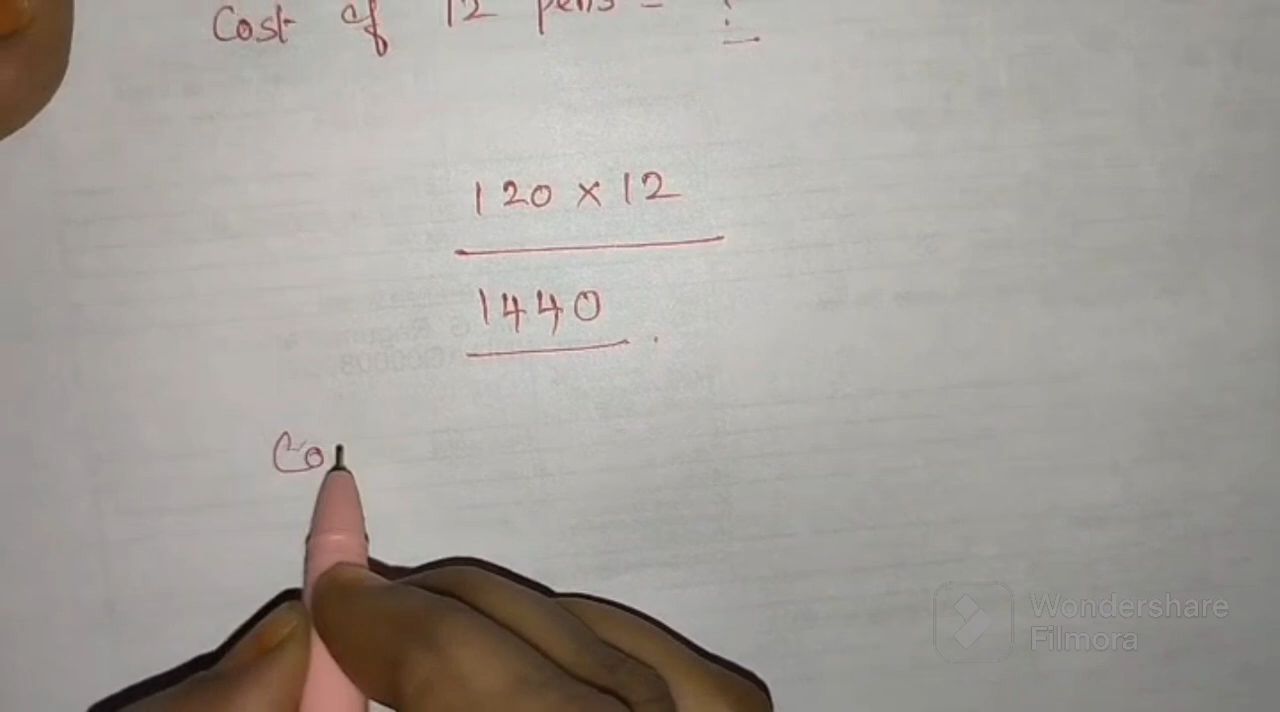 Cost of 12 pens = ?
120 × 12
1440
Co
Wondershare
Filmora